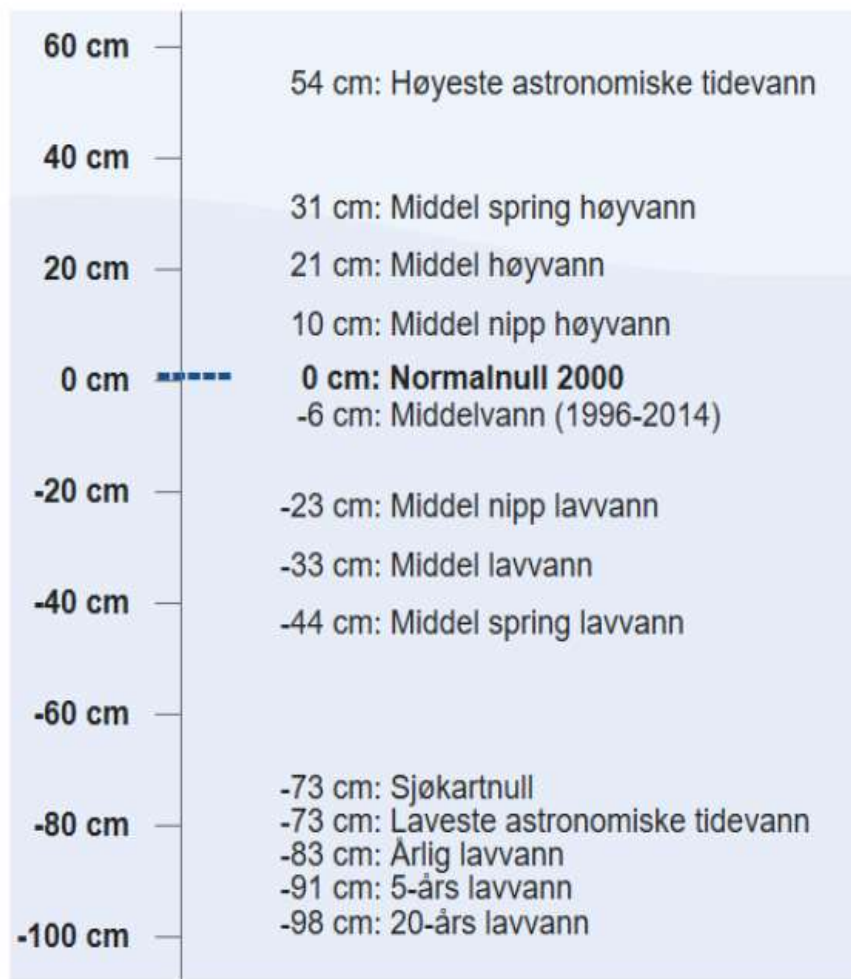 60 cm
54 cm: Høyeste astronomiske tidevann
40 cm
31 cm: Middel spring høyvann
20 cm
21 cm: Middel høyvann
10 cm: Middel nipp høyvann
0 cm
0 cm: Normalnull 2000
-6 cm: Middelvann (1996-2014)
-20 cm
-23 cm: Middel nipp lavvann
-33 cm: Middel lavvann
-40 cm
-44 cm: Middel spring lavvann
-60 cm
-73 cm: Sjøkartnull
-80 cm
-73 cm: Laveste astronomiske tidevann
-83 cm: Årlig lavvann
-91 cm: 5-års lavvann
-98 cm: 20-års lavvann
-100 cm